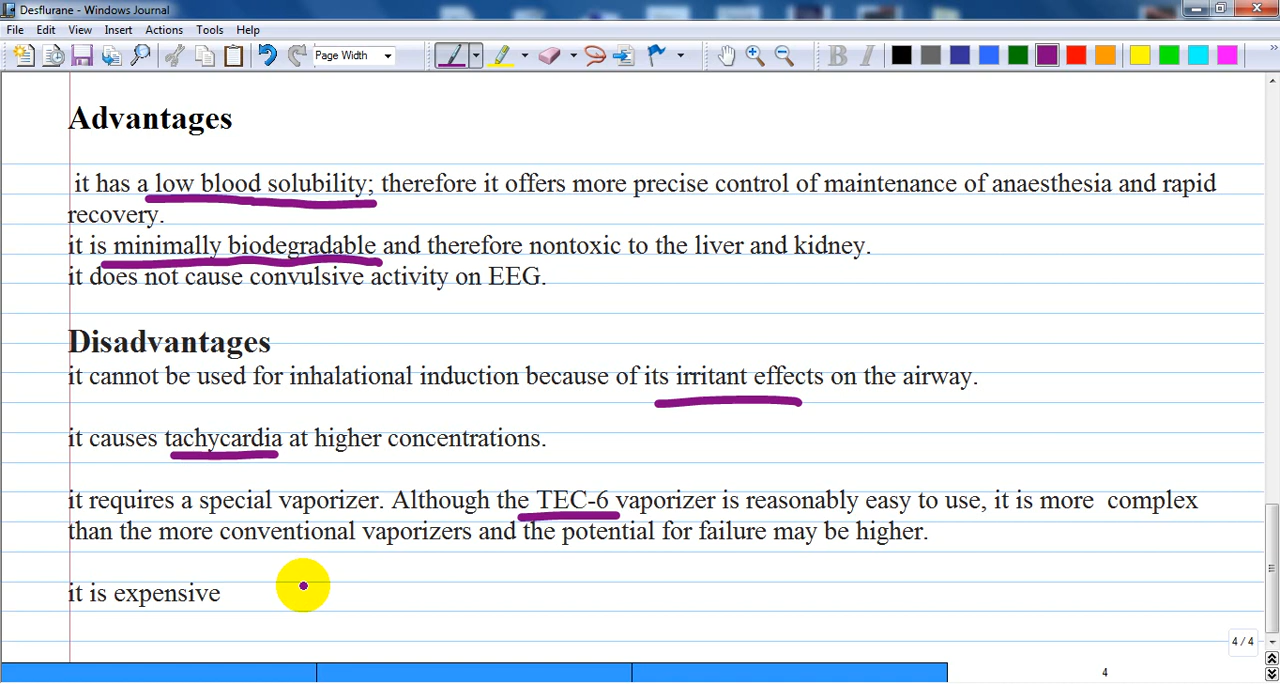 Desflurane - Windows Journal
File Edit View Insert Actions Tools Help
Page Width
B I
Advantages
it has a low blood solubility; therefore it offers more precise control of maintenance of anaesthesia and rapid
recovery.
it is minimally biodegradable and therefore nontoxic to the liver and kidney.
it does not cause convulsive activity on EEG.
Disadvantages
it cannot be used for inhalational induction because of its irritant effects on the airway.
it causes tachycardia at higher concentrations.
it requires a special vaporizer. Although the TEC-6 vaporizer is reasonably easy to use, it is more complex
than the more conventional vaporizers and the potential for failure may be higher.
it is expensive
4 / 4
4